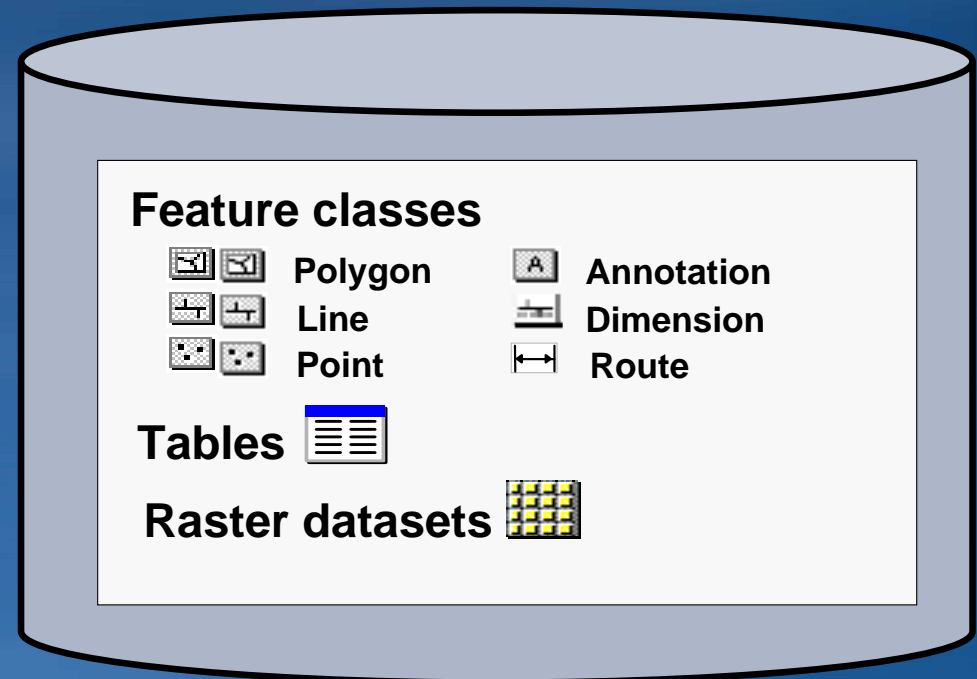 Feature classes
Polygon
Line
Point
A Annotation
Dimension
Route
Tables
Raster datasets